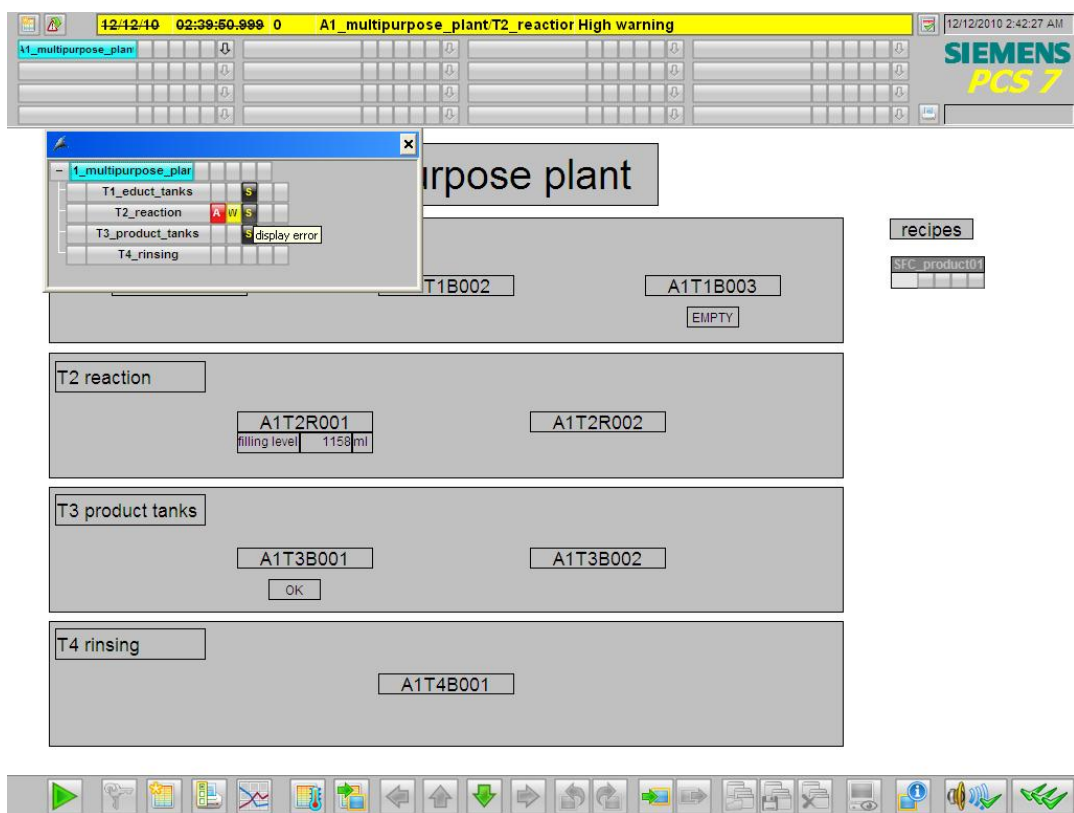 12/12/10 02:39:50.999 0 A1_multipurpose_plant/T2_reactior High warning
12/12/2010 2:42:27 AM
\1_multipurpose_plan
SIEMENS
PCS 7
1_multipurpose_plar
T1_educt_tanks S
T2_reaction A W S
T3_product_tanks S
display error
T4_rinsing
rpose plant
recipes
SFC_product01
T1B002
A1T1B003
EMPTY
T2 reaction
A1T2R001
A1T2R002
filling level 1158 ml
T3 product tanks
A1T3B001
A1T3B002
OK
T4 rinsing
A1T4B001